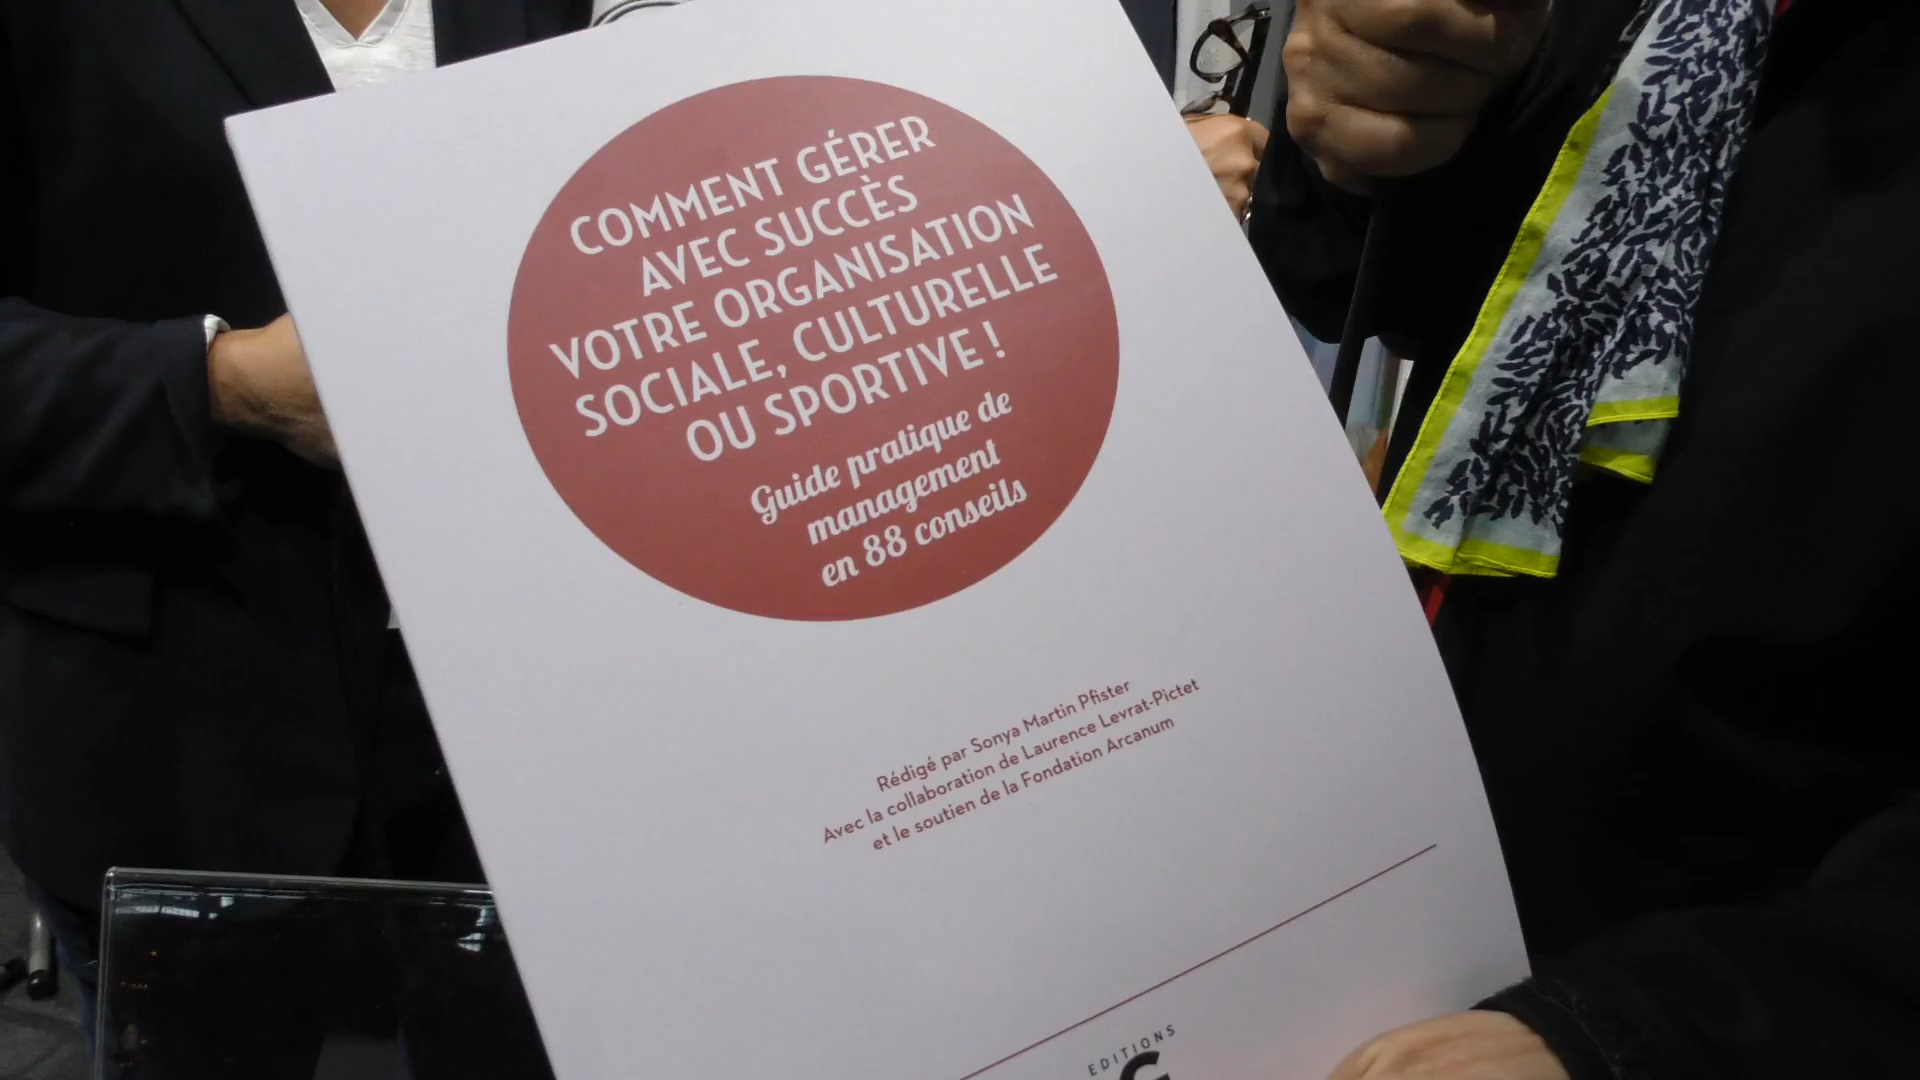 COMMENT GÉRER
AVEC SUCCÈS
VOTRE ORGANISATION
SOCIALE, CULTURELLE
OU SPORTIVE !
Guide pratique de
management
en 88 conseils
Rédigé par Sonya Martin Pfister
Avec la collaboration de Laurence Levrat-Pictet
et le soutien de la Fondation Arcanum
EDITIONS
G